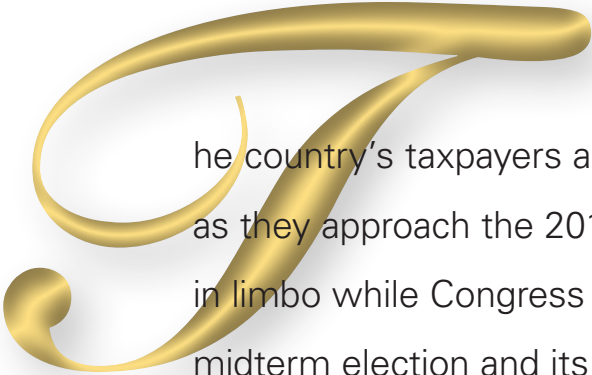 The country's taxpayers a
as they approach the 201
in limbo while Congress
midterm election and its